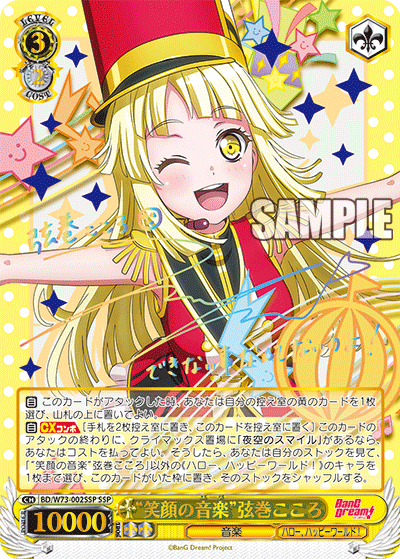 LEVEL
3
2
COST
SAMPLE
弦巻こころ
自 このカードがアタックした時、あなたは自分の控え室の黄のカードを1枚
選び、山札の上に置いてよい。
自 CXコンボ [手札を2枚控え室に置き、このカードを控え室に置く]このカードの
アタックの終わりに、クライマックス置場に「夜空のスマイル」があるなら、
あなたはコストを払ってよい。そうしたら、あなたは自分のストックを見て、
「“笑顔の音楽”弦巻こころ」以外の《ハロー、ハッピーワールド！》のキャラを
1枚まで選び、このカードがいた枠に置き、そのストックをシャッフルする。
CH BD/W73-002SSP SSP
“笑顔の音楽”弦巻こころ
BanG Dream!
10000
SOUL
音楽
ハロー、ハッピーワールド！
©BanG Dream! Project